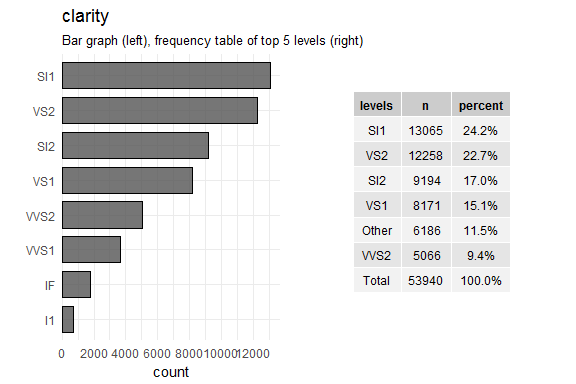 clarity
Bar graph (left), frequency table of top 5 levels (right)
SI1
VS2
SI2
VS1
VVS2
VVS1
IF
I1
0 2000 4000 6000 8000 10000 12000
count
levels n percent
SI1 13065 24.2%
VS2 12258 22.7%
SI2 9194 17.0%
VS1 8171 15.1%
Other 6186 11.5%
VVS2 5066 9.4%
Total 53940 100.0%